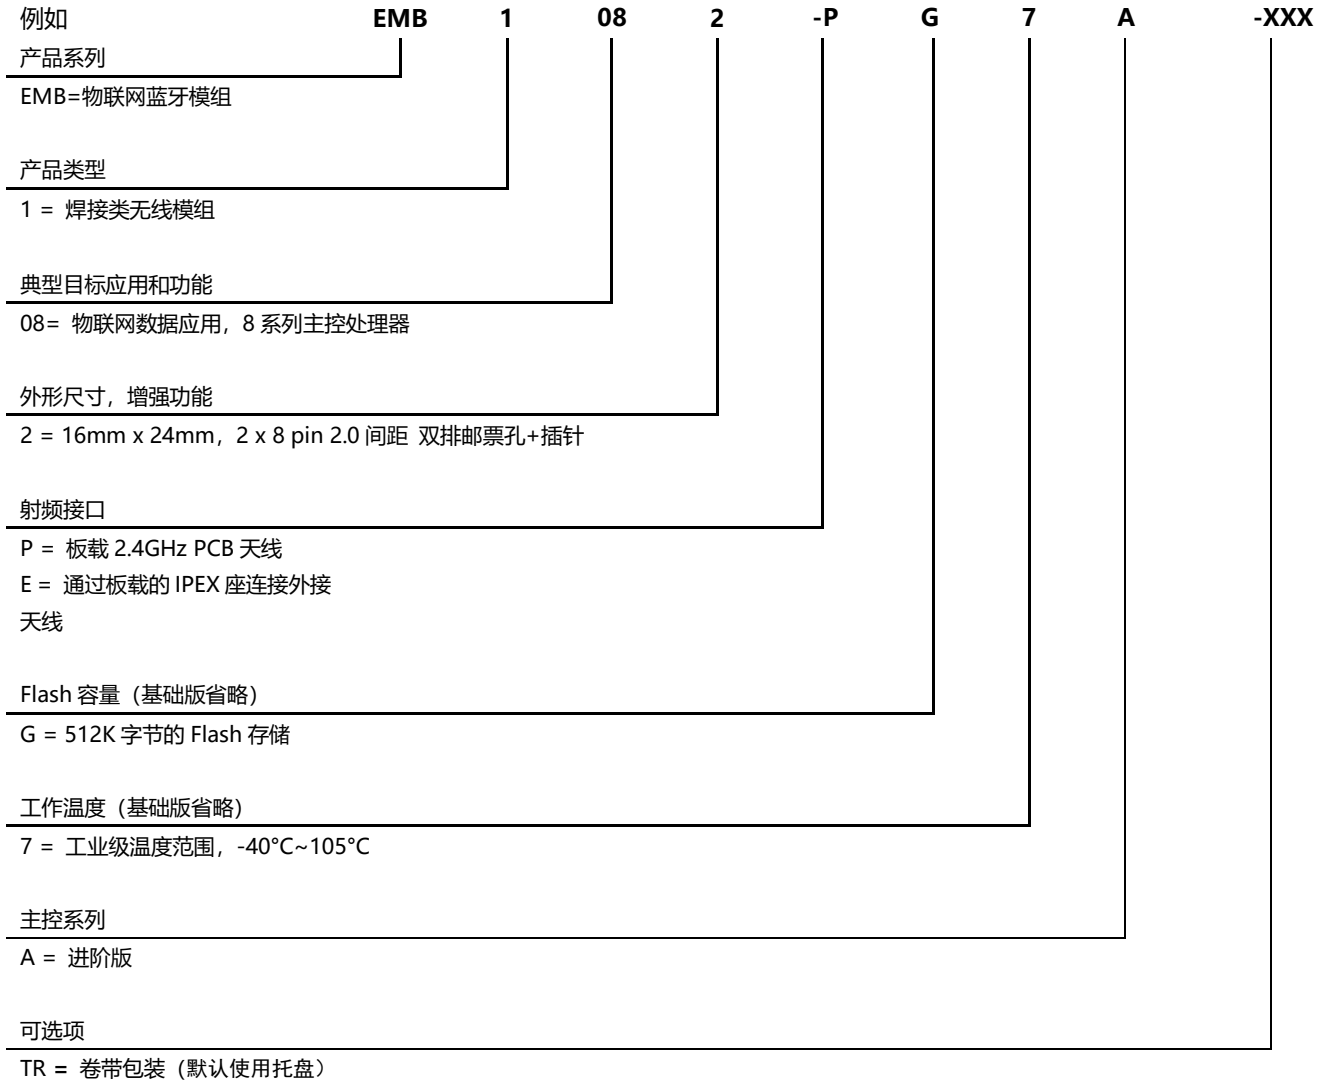 例如 EMB 1 08 2 -P G 7 A -XXX
产品系列
EMB=物联网蓝牙模组
产品类型
1 = 焊接类无线模组
典型目标应用和功能
08= 物联网数据应用，8 系列主控处理器
外形尺寸，增强功能
2 = 16mm x 24mm，2 x 8 pin 2.0 间距 双排邮票孔+插针
射频接口
P = 板载 2.4GHz PCB 天线
E = 通过板载的 IPEX 座连接外接
天线
Flash 容量（基础版省略）
G = 512K 字节的 Flash 存储
工作温度（基础版省略）
7 = 工业级温度范围，-40°C~105°C
主控系列
A = 进阶版
可选项
TR = 卷带包装（默认使用托盘）